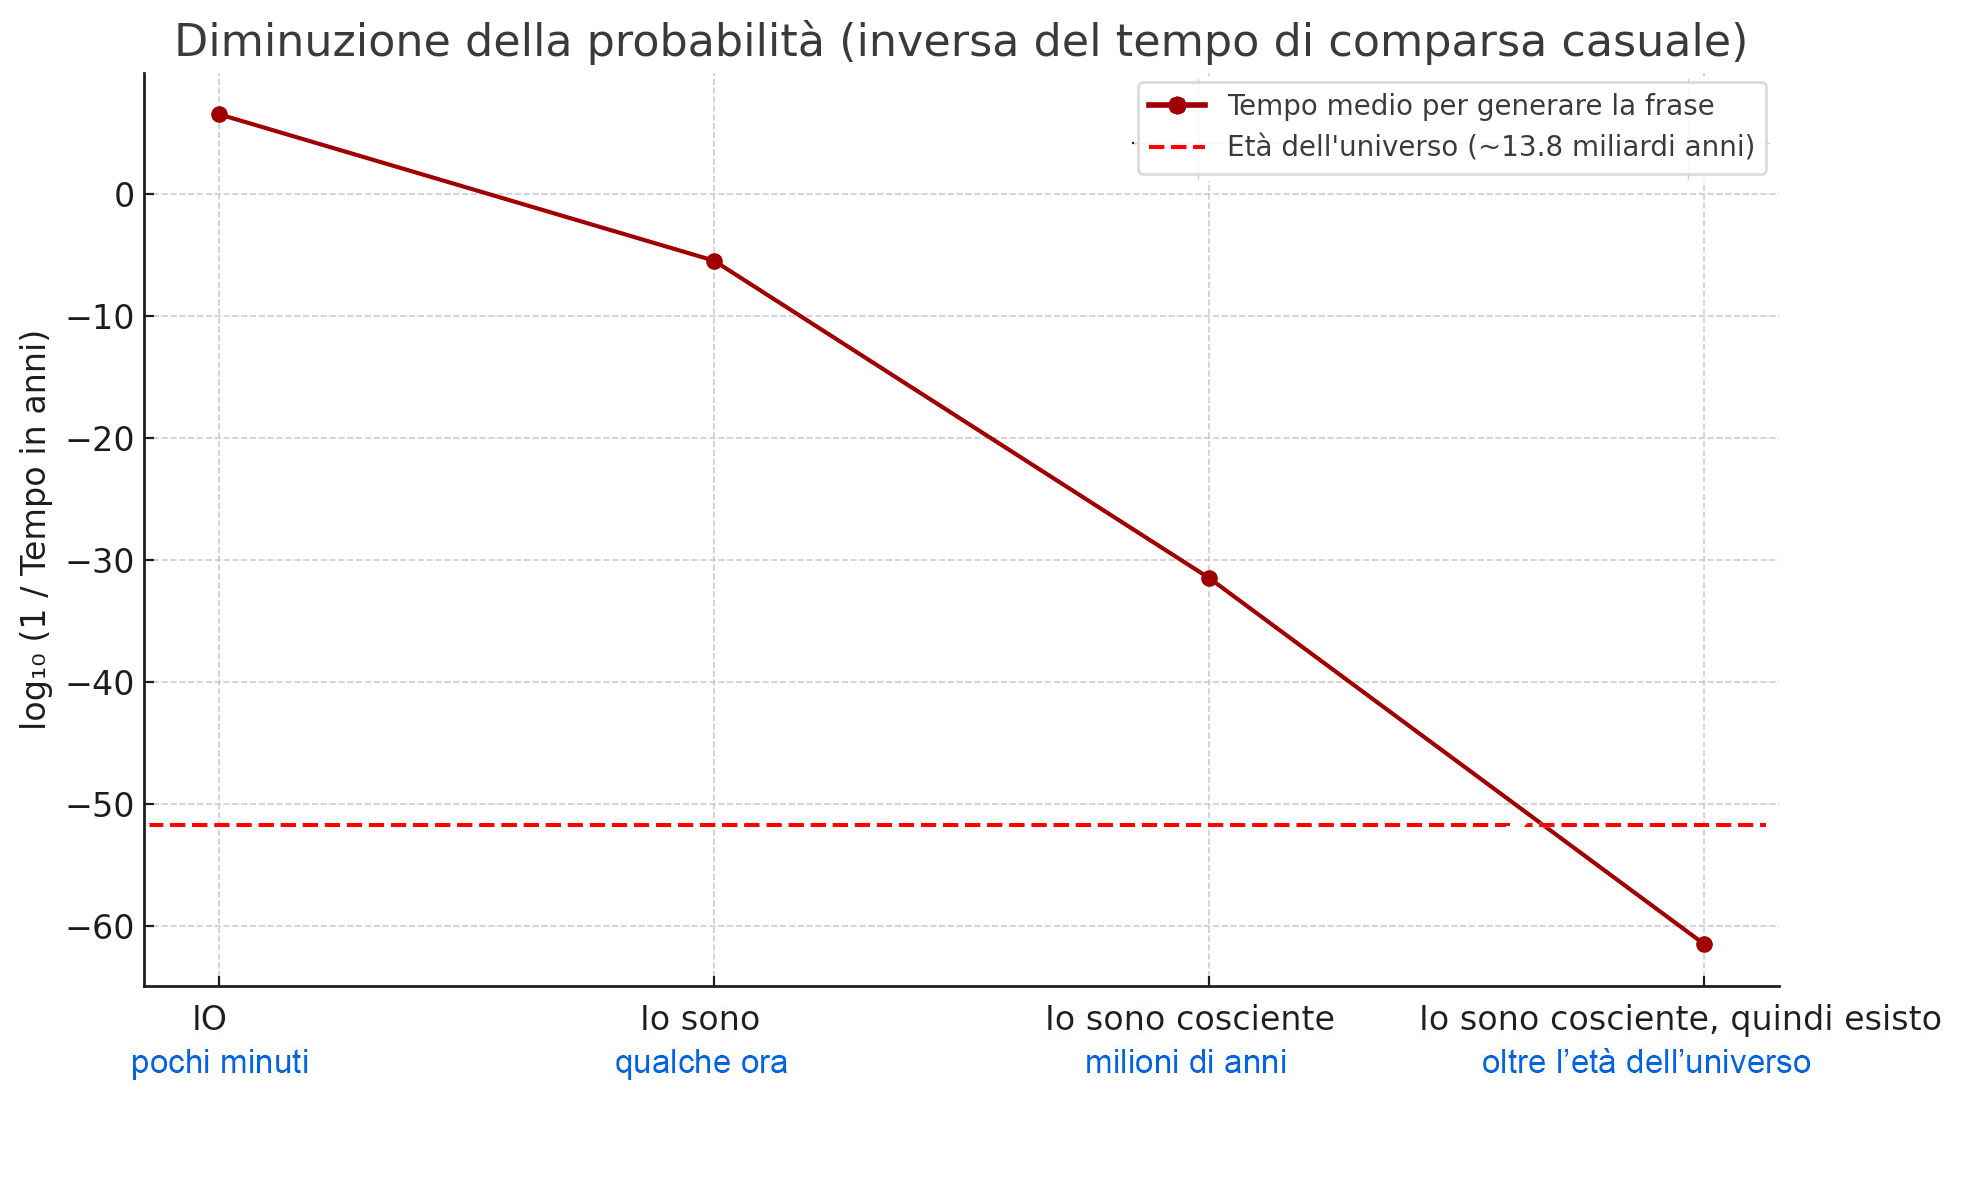 Diminuzione della probabilità (inversa del tempo di comparsa casuale)
Tempo medio per generare la frase
Età dell'universo (~13.8 miliardi anni)
log₁₀ (1 / Tempo in anni)
0
−10
−20
−30
−40
−50
−60
IO
Io sono
Io sono cosciente
Io sono cosciente, quindi esisto
pochi minuti
qualche ora
milioni di anni
oltre l’età dell’universo